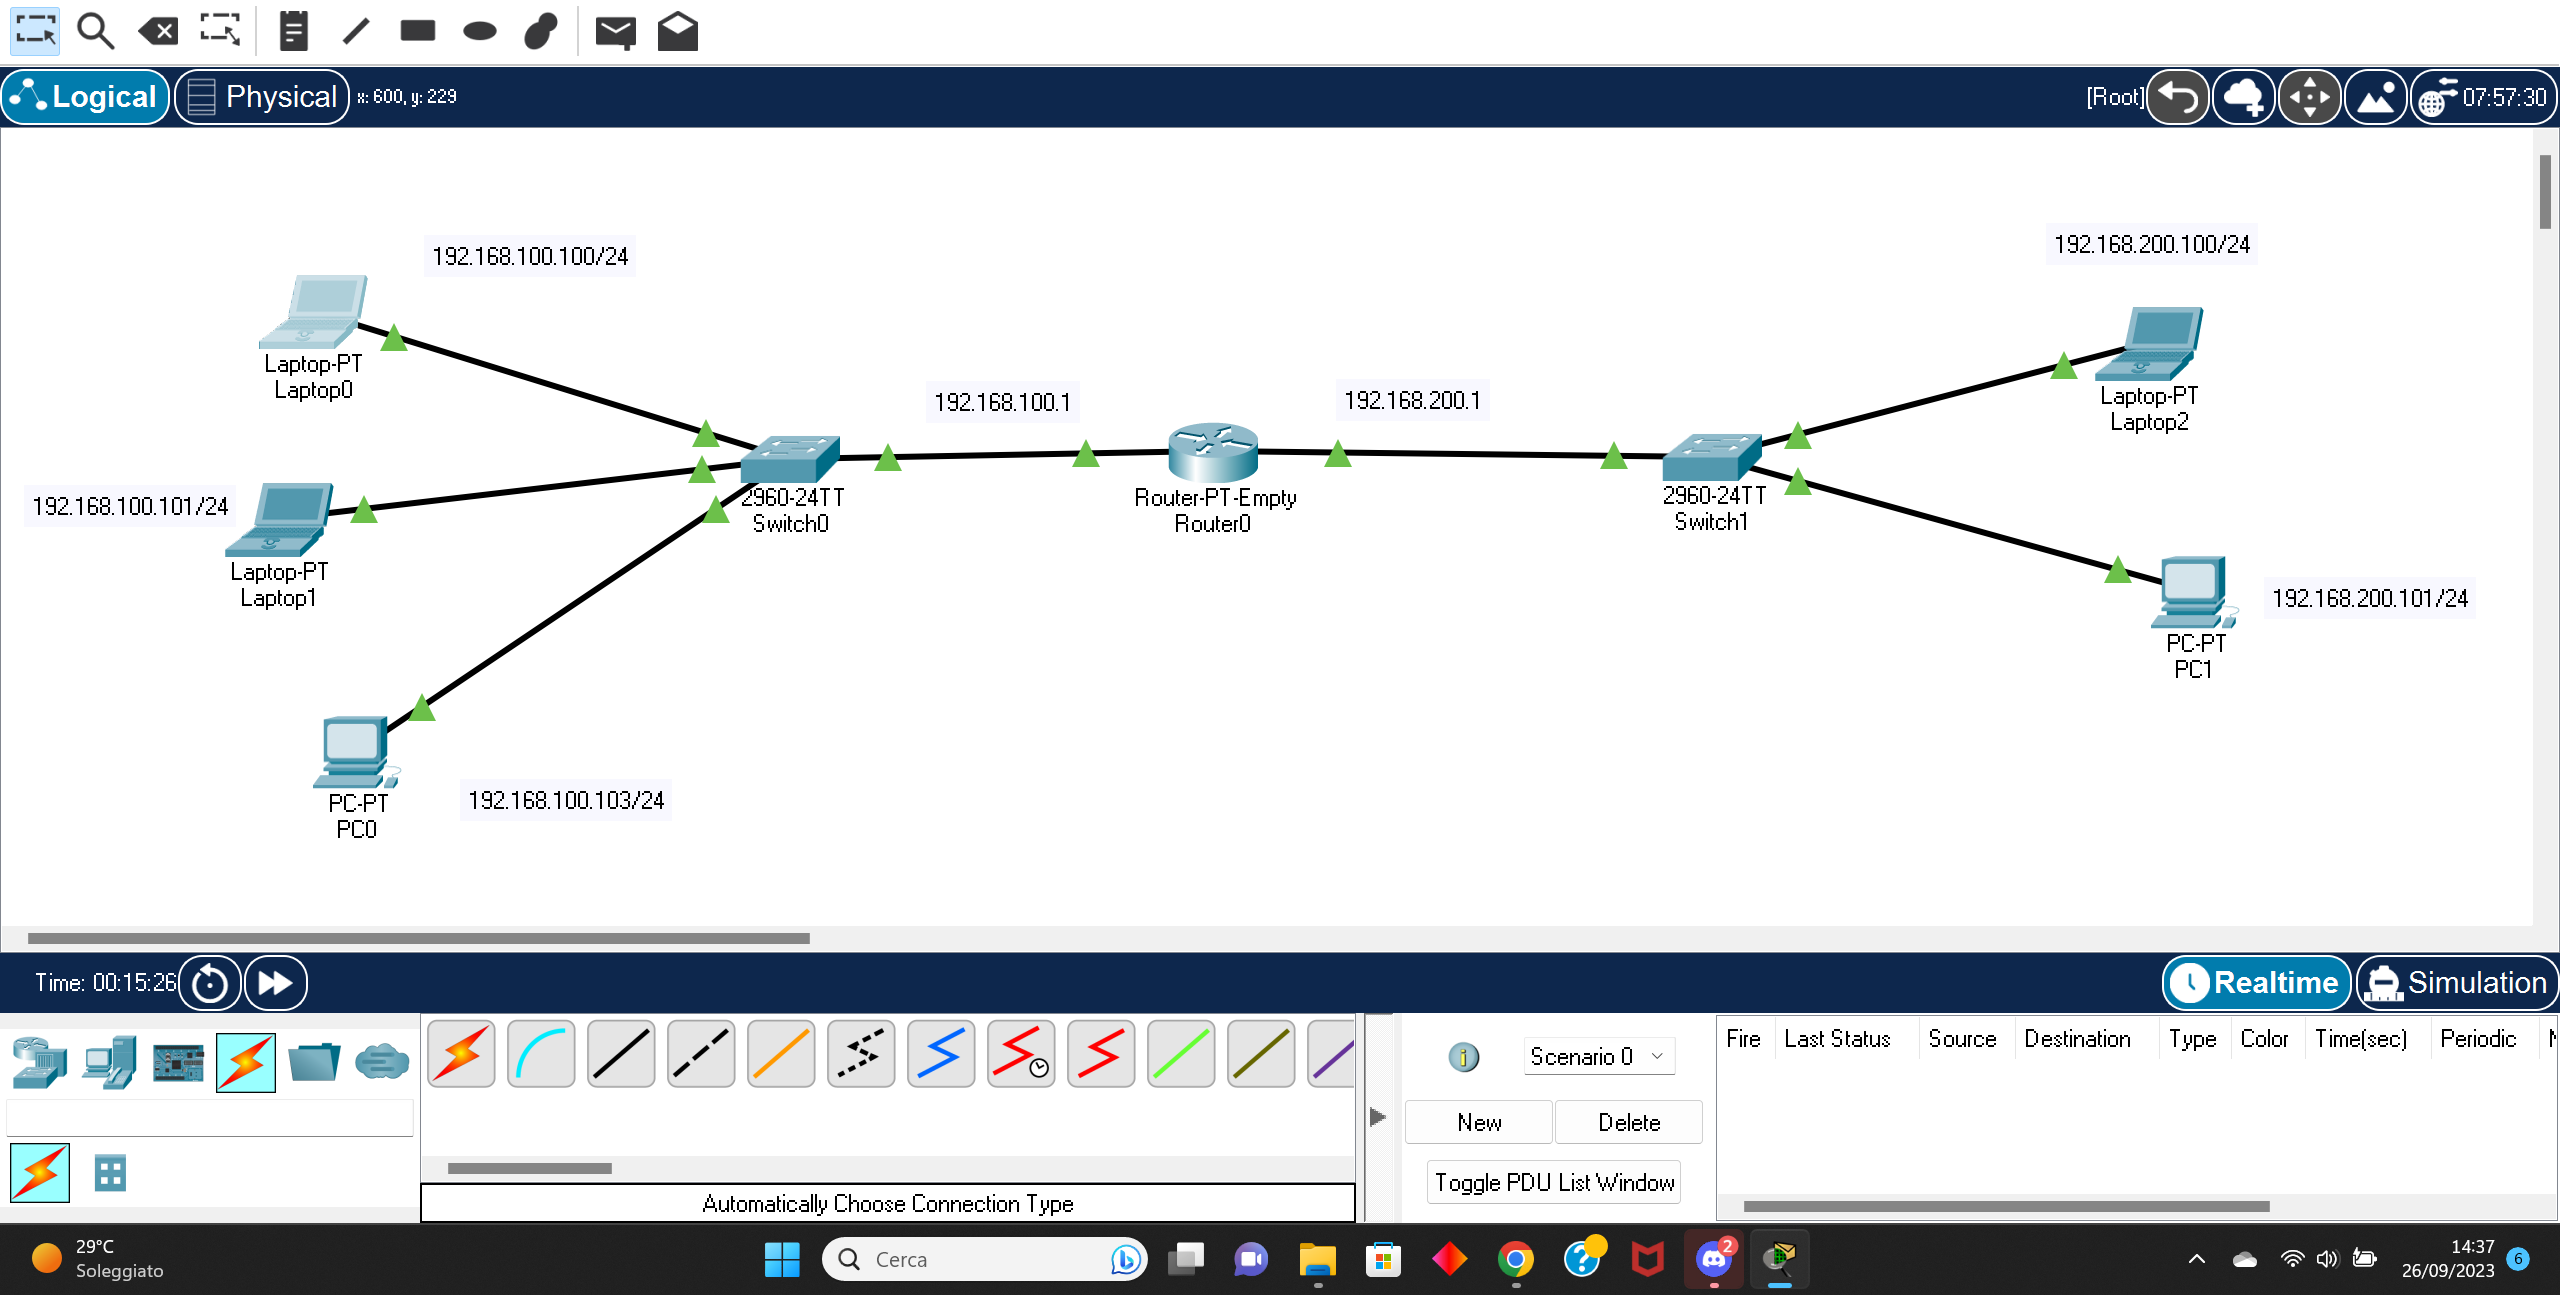 Logical
Physical
x: 600, y: 229
[Root]
07:57:30
192.168.100.100/24
192.168.200.100/24
Laptop-PT
Laptop0
Laptop-PT
Laptop2
192.168.100.1
192.168.200.1
192.168.100.101/24
2960-24TT
Switch0
Router-PT-Empty
Router0
2960-24TT
Switch1
Laptop-PT
Laptop1
192.168.200.101/24
PC-PT
PC1
192.168.100.103/24
PC-PT
PC0
Time: 00:15:26
Realtime
Simulation
Scenario 0
Fire Last Status Source Destination Type Color Time(sec) Periodic
New
Delete
Toggle PDU List Window
Automatically Choose Connection Type
29°C
Soleggiato
Cerca
2
14:37
26/09/2023
6